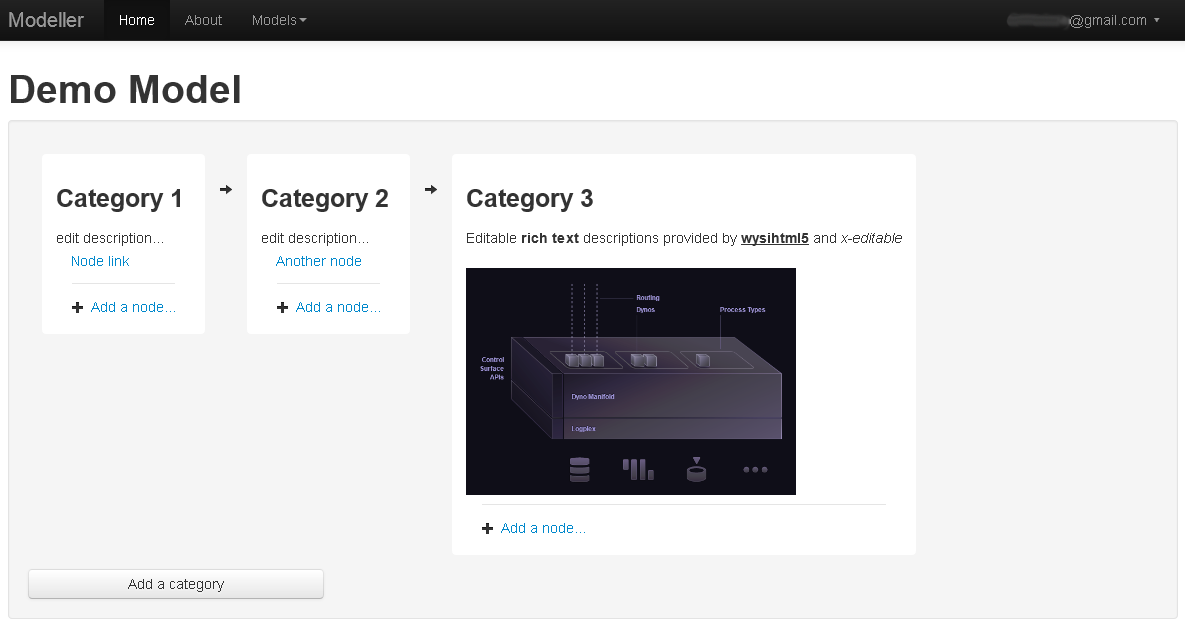 Modeller Home About Models @gmail.com
Demo Model
Category 1
edit description...
Node link
Add a node...
Category 2
edit description...
Another node
Add a node...
Category 3
Editable rich text descriptions provided by wysihtml5 and x-editable
Routing
Dynos
Process Types
Control
Surface
APIs
Dyno Manifold
Logplex
Add a node...
Add a category